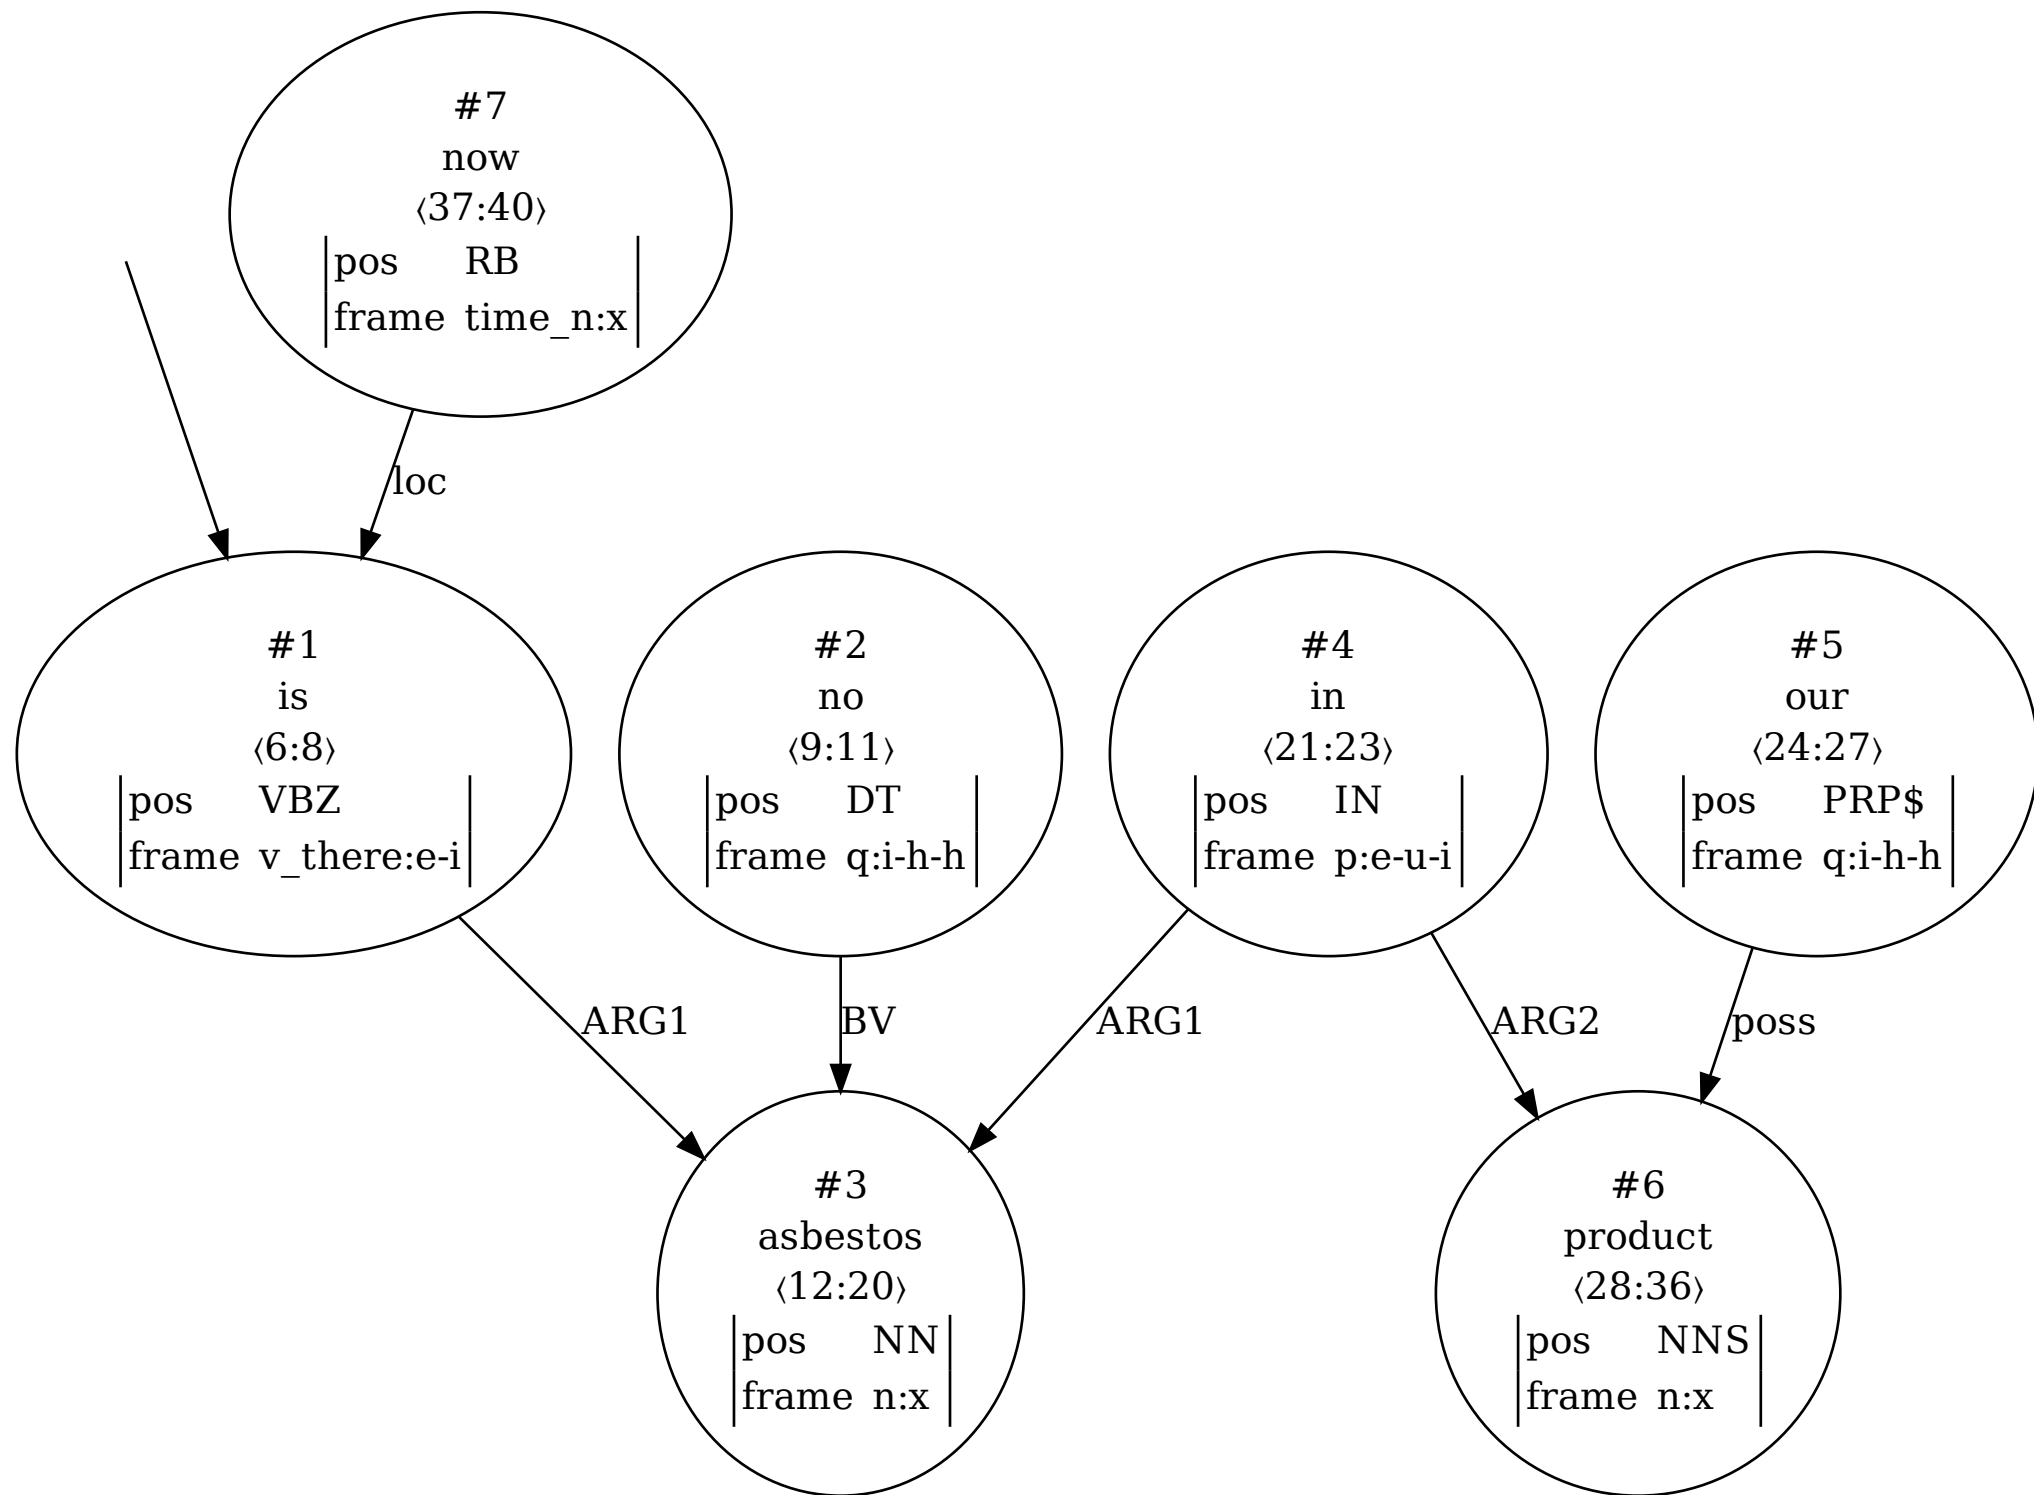 #7
now
⟨37:40⟩
pos RB
frame time_n:x
loc
#1
is
⟨6:8⟩
pos VBZ
frame v_there:e-i
#2
no
⟨9:11⟩
pos DT
frame q:i-h-h
#4
in
⟨21:23⟩
pos IN
frame p:e-u-i
#5
our
⟨24:27⟩
pos PRP$
frame q:i-h-h
ARG1
BV
ARG1
ARG2
poss
#3
asbestos
⟨12:20⟩
pos NN
frame n:x
#6
product
⟨28:36⟩
pos NNS
frame n:x